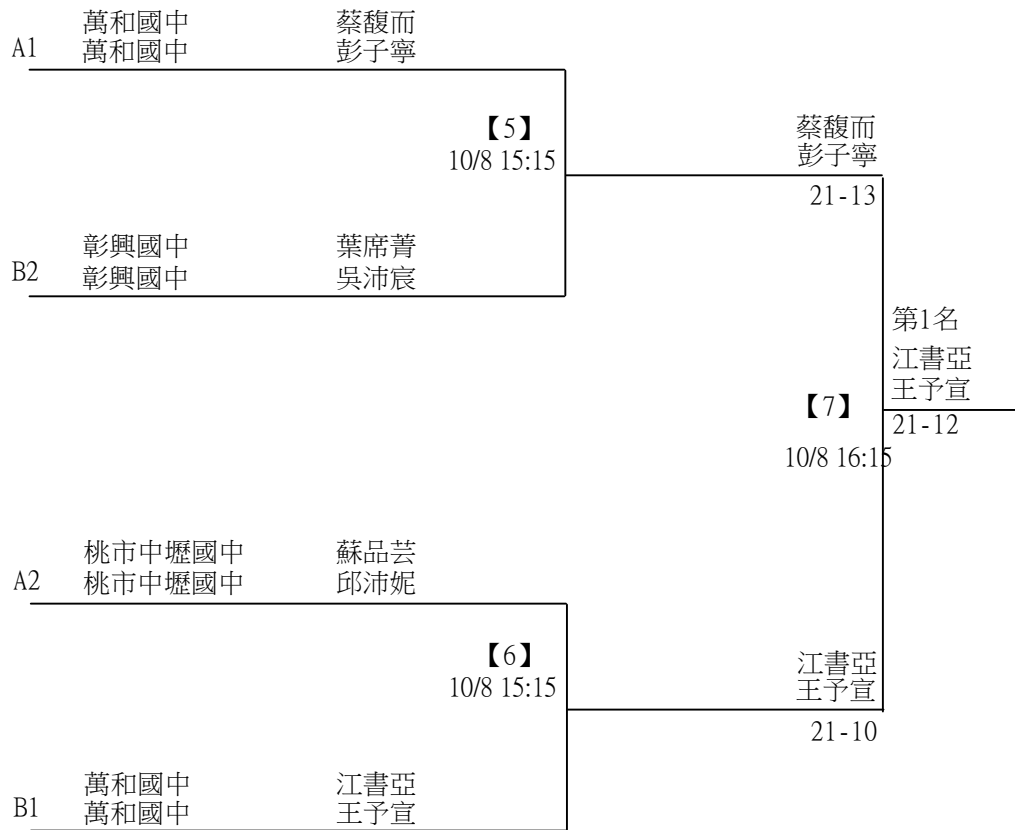 萬和國中 蔡馥而
A1 萬和國中 彭子寧
【5】
10/8 15:15
蔡馥而
彭子寧
21-13
彰興國中 葉席菁
B2 彰興國中 吳沛宸
第1名
江書亞
王予宣
【7】
21-12
10/8 16:15
桃市中壢國中 蘇品芸
A2 桃市中壢國中 邱沛妮
【6】
10/8 15:15
江書亞
王予宣
21-10
萬和國中 江書亞
B1 萬和國中 王予宣